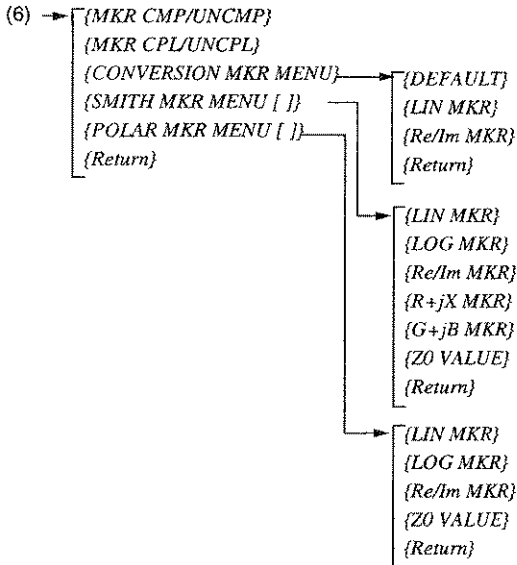 (6)
{MKR CMP/UNCMP}
{MKR CPL/UNCPL}
{CONVERSION MKR MENU}
{SMITH MKR MENU [ ]}
{POLAR MKR MENU [ ]}
{Return}
{DEFAULT}
{LIN MKR}
{Re/Im MKR}
{Return}
{LIN MKR}
{LOG MKR}
{Re/Im MKR}
{R+jX MKR}
{G+jB MKR}
{Z0 VALUE}
{Return}
{LIN MKR}
{LOG MKR}
{Re/Im MKR}
{Z0 VALUE}
{Return}